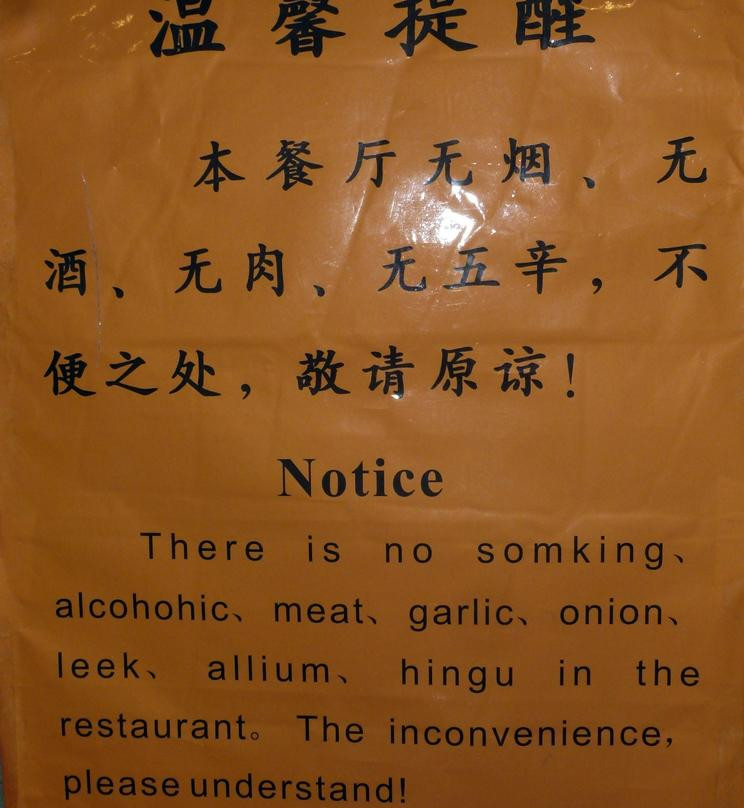 温馨提醒
本餐厅无烟、无
酒、无肉、无五辛，不
便之处，敬请原谅！
Notice
There is no somking、
alcohohic、meat、garlic、onion、
leek、allium、hingu in the
restaurant。The inconvenience，
please understand!